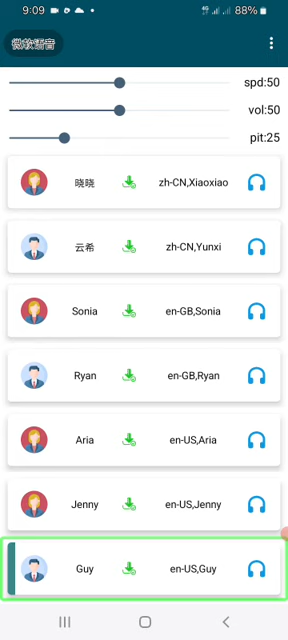 9:09 88%
微软语音
spd:50
vol:50
pit:25
晓晓 zh-CN,Xiaoxiao
云希 zh-CN,Yunxi
Sonia en-GB,Sonia
Ryan en-GB,Ryan
Aria en-US,Aria
Jenny en-US,Jenny
Guy en-US,Guy